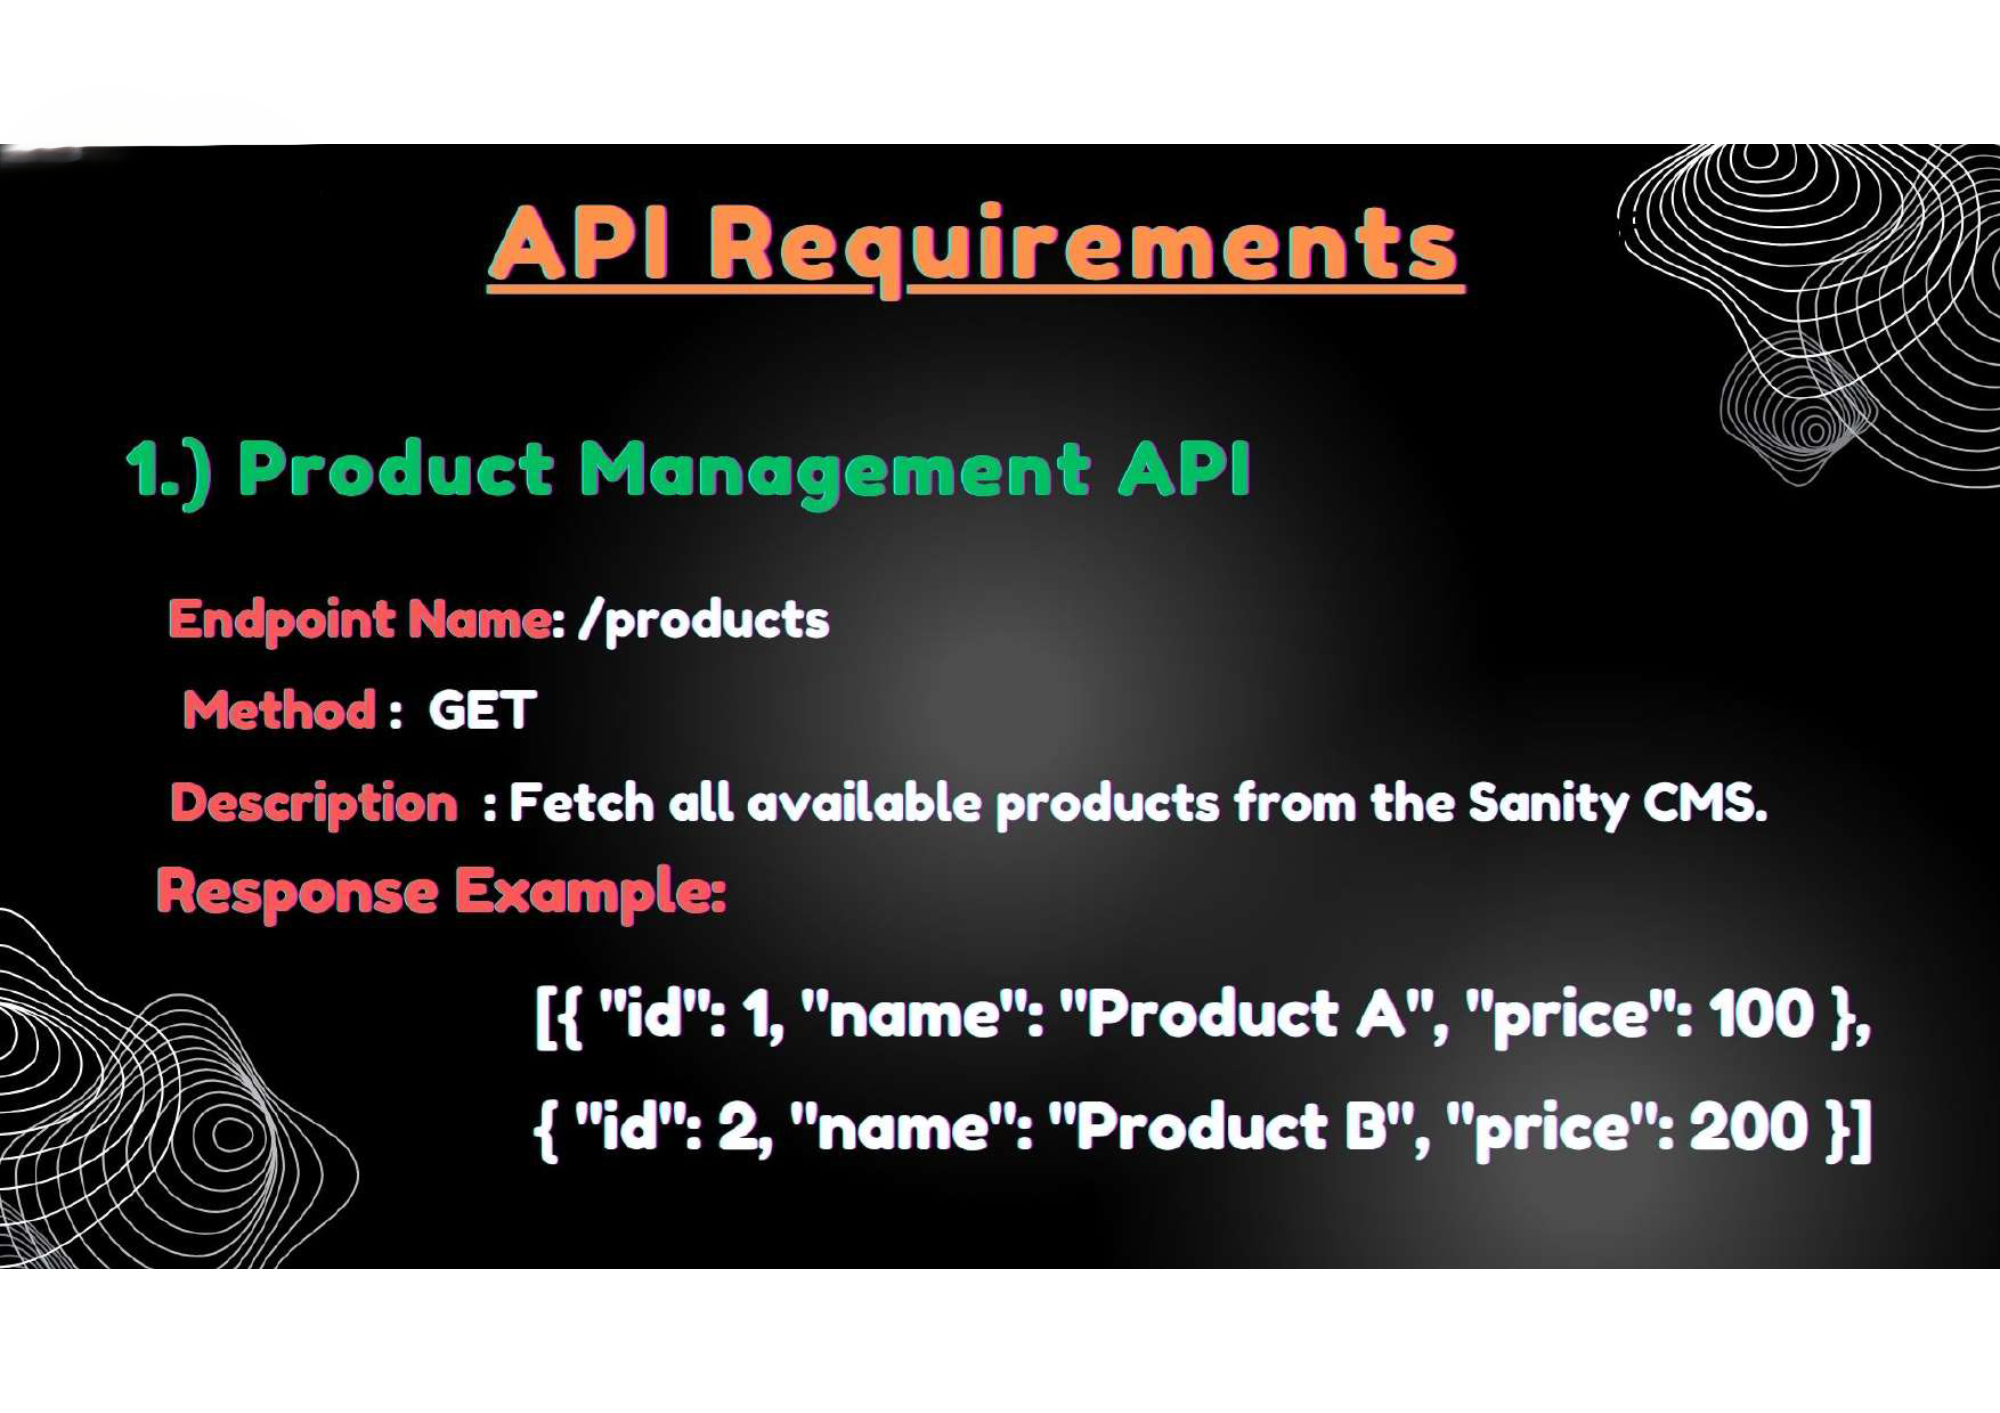 API Requirements
1.) Product Management API
Endpoint Name: /products
Method : GET
Description : Fetch all available products from the Sanity CMS.
Response Example:
[{ "id": 1, "name": "Product A", "price": 100 },
{ "id": 2, "name": "Product B", "price": 200 }]